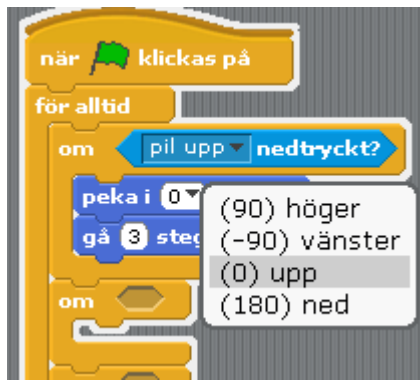 när klickas på
för alltid
om pil upp nedtryckt?
peka i 0
gå 3 steg
(90) höger
(-90) vänster
(0) upp
(180) ned
om